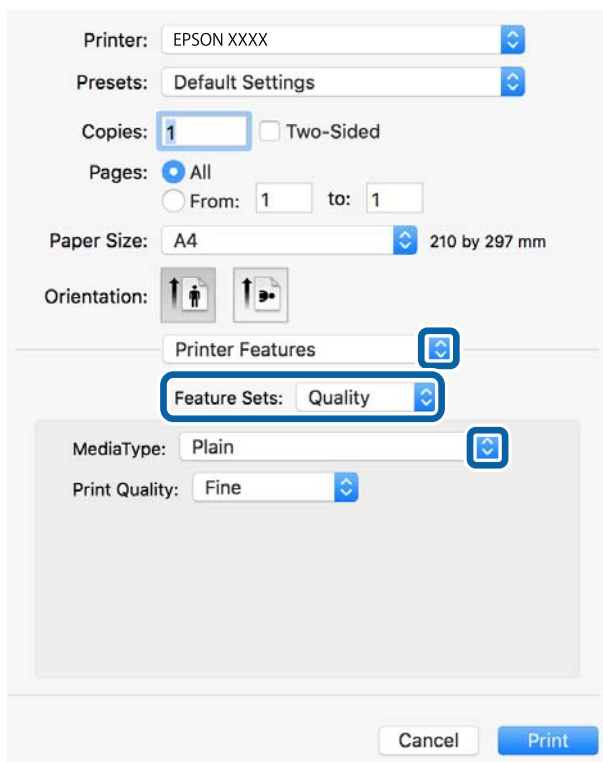 Printer: EPSON XXXX
Presets: Default Settings
Copies: 1 Two-Sided
Pages: All
From: 1 to: 1
Paper Size: A4 210 by 297 mm
Orientation:
Printer Features
Feature Sets: Quality
MediaType: Plain
Print Quality: Fine
Cancel Print